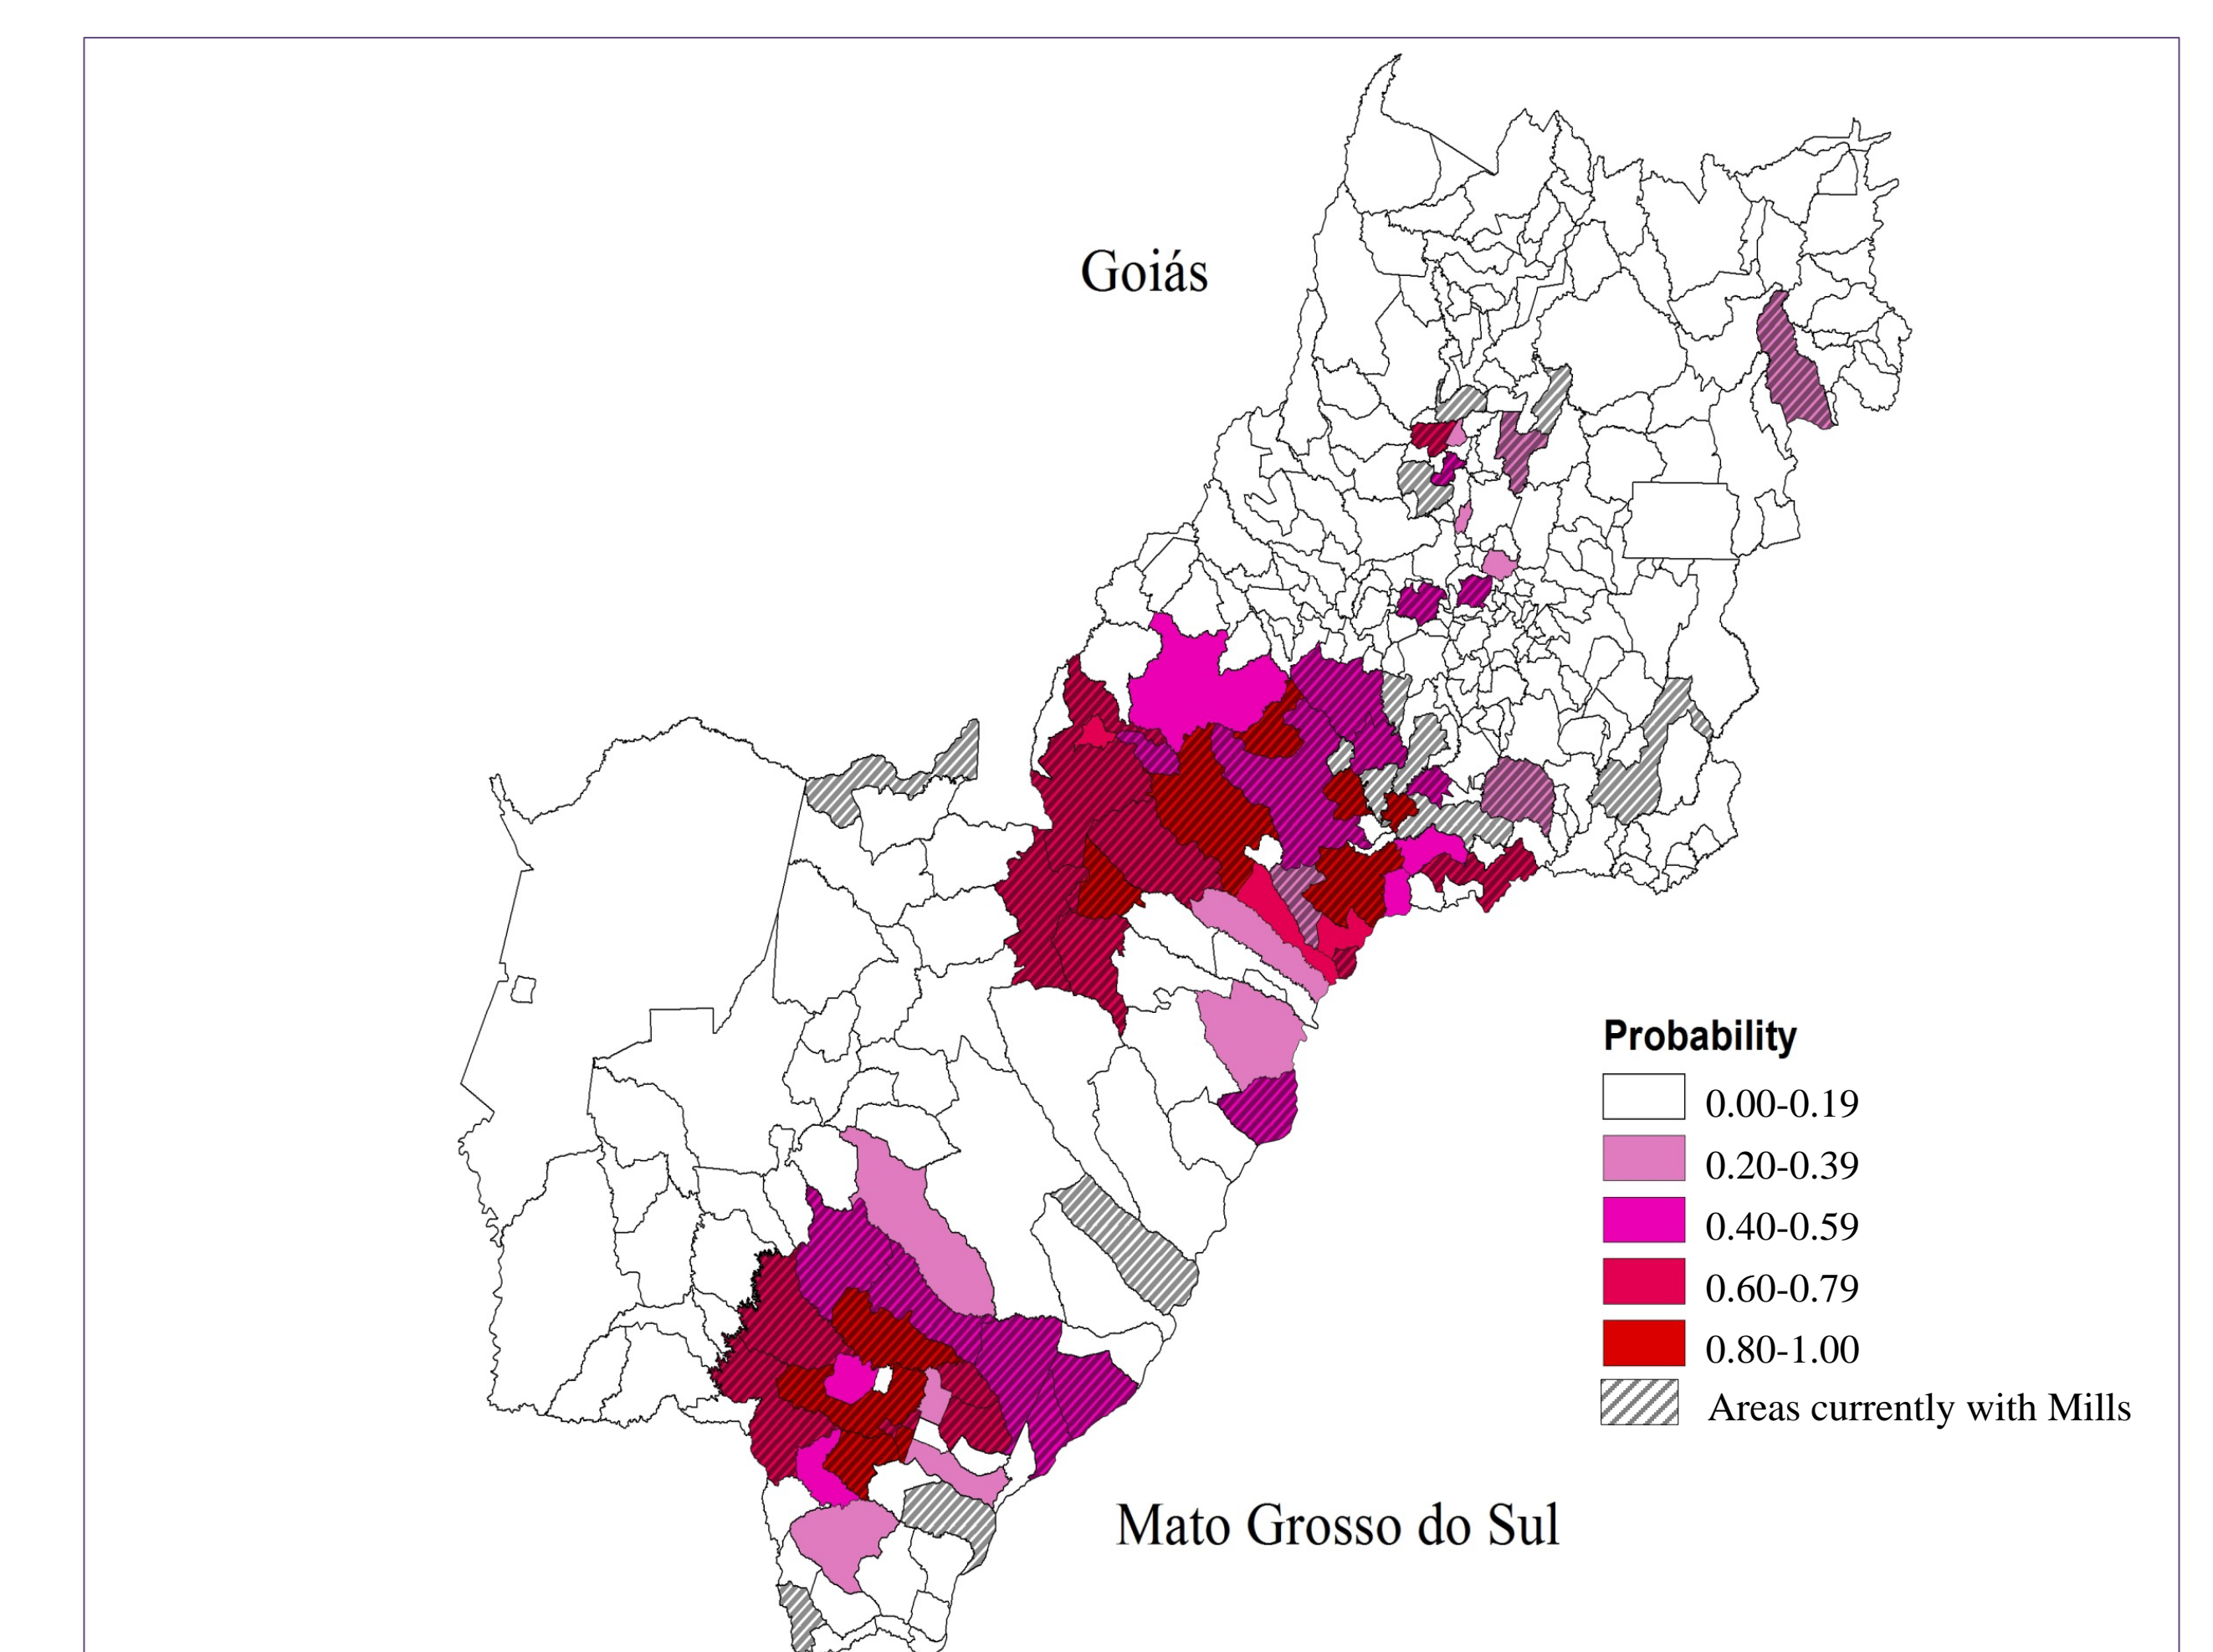 Goiás
Probability
0.00-0.19
0.20-0.39
0.40-0.59
0.60-0.79
0.80-1.00
Areas currently with Mills
Mato Grosso do Sul